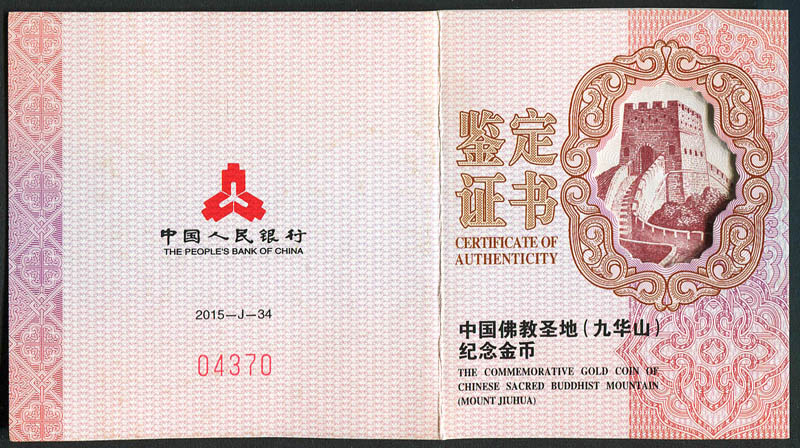 中国人民银行
THE PEOPLE'S BANK OF CHINA
2015—J—34
04370
鉴定
证书
CERTIFICATE OF
AUTHENTICITY
中国佛教圣地(九华山)
纪念金币
THE COMMEMORATIVE GOLD COIN OF
CHINESE SACRED BUDDHIST MOUNTAIN
(MOUNT JIUHUA)